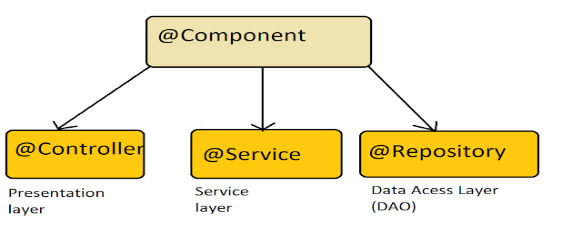 @Component
@Controller
@Service
@Repository
Presentation
layer
Service
layer
Data Acess Layer
(DAO)